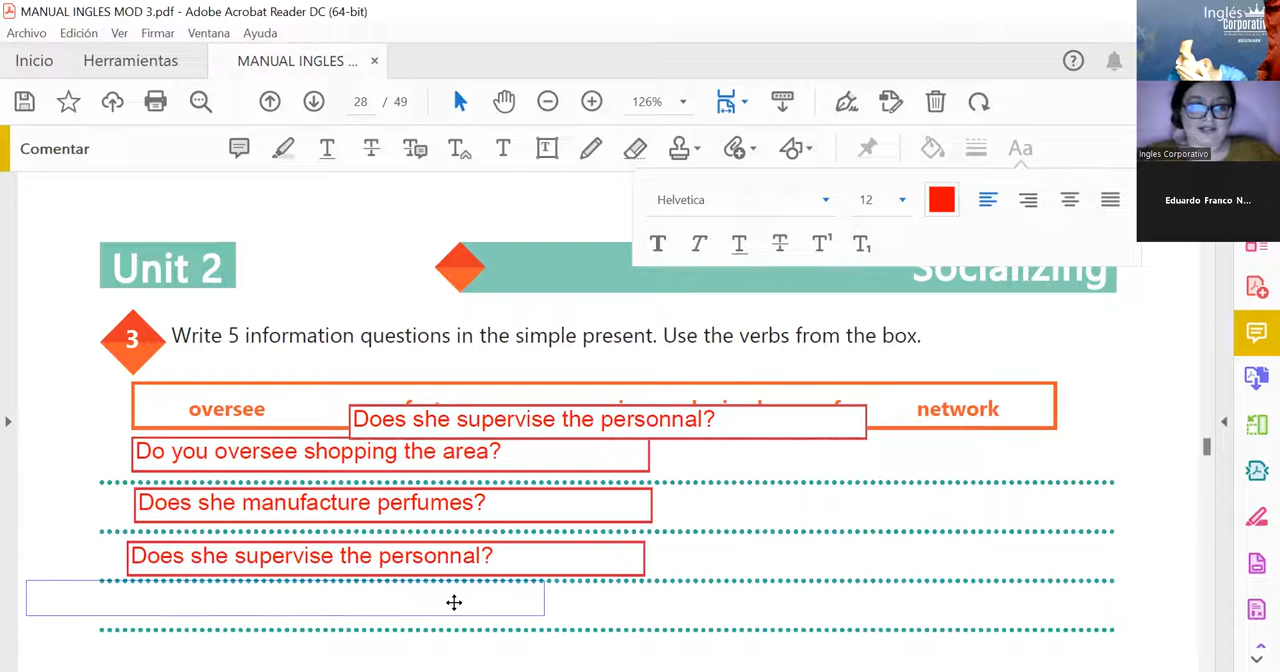 MANUAL INGLES MOD 3.pdf - Adobe Acrobat Reader DC (64-bit)
Archivo Edición Ver Firmar Ventana Ayuda
Inicio Herramientas MANUAL INGLES ... ×
28 / 49 126%
Comentar
Helvetica 12
Inglés
Corporativo
BEGINNER
Ingles Corporativo
Eduardo Franco N...
Unit 2 Socializing
3 Write 5 information questions in the simple present. Use the verbs from the box.
oversee network
Does she supervise the personnal?
Do you oversee shopping the area?
Does she manufacture perfumes?
Does she supervise the personnal?